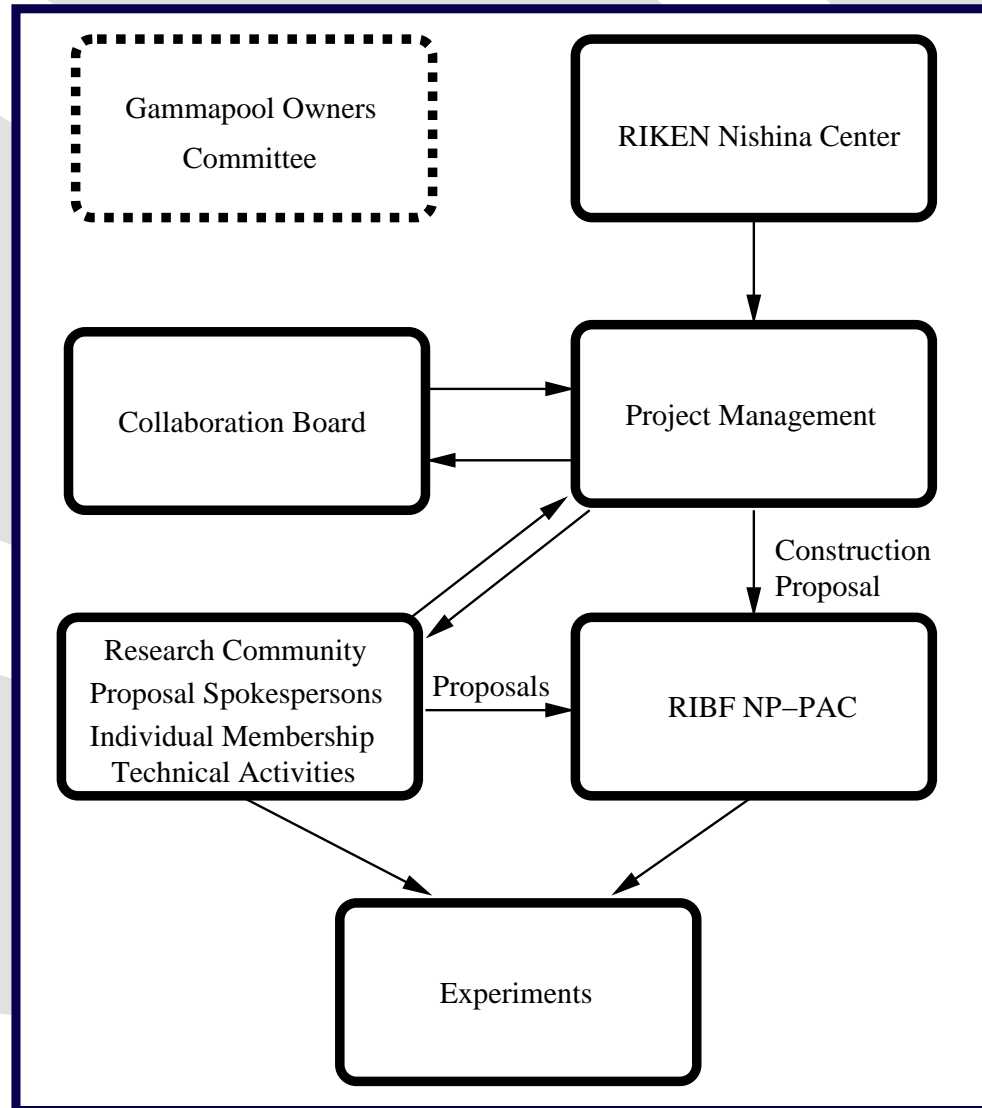 Gammapool Owners
Committee
RIKEN Nishina Center
Collaboration Board
Project Management
Construction
Proposal
Research Community
Proposal Spokespersons
Individual Membership
Technical Activities
Proposals
RIBF NP−PAC
Experiments